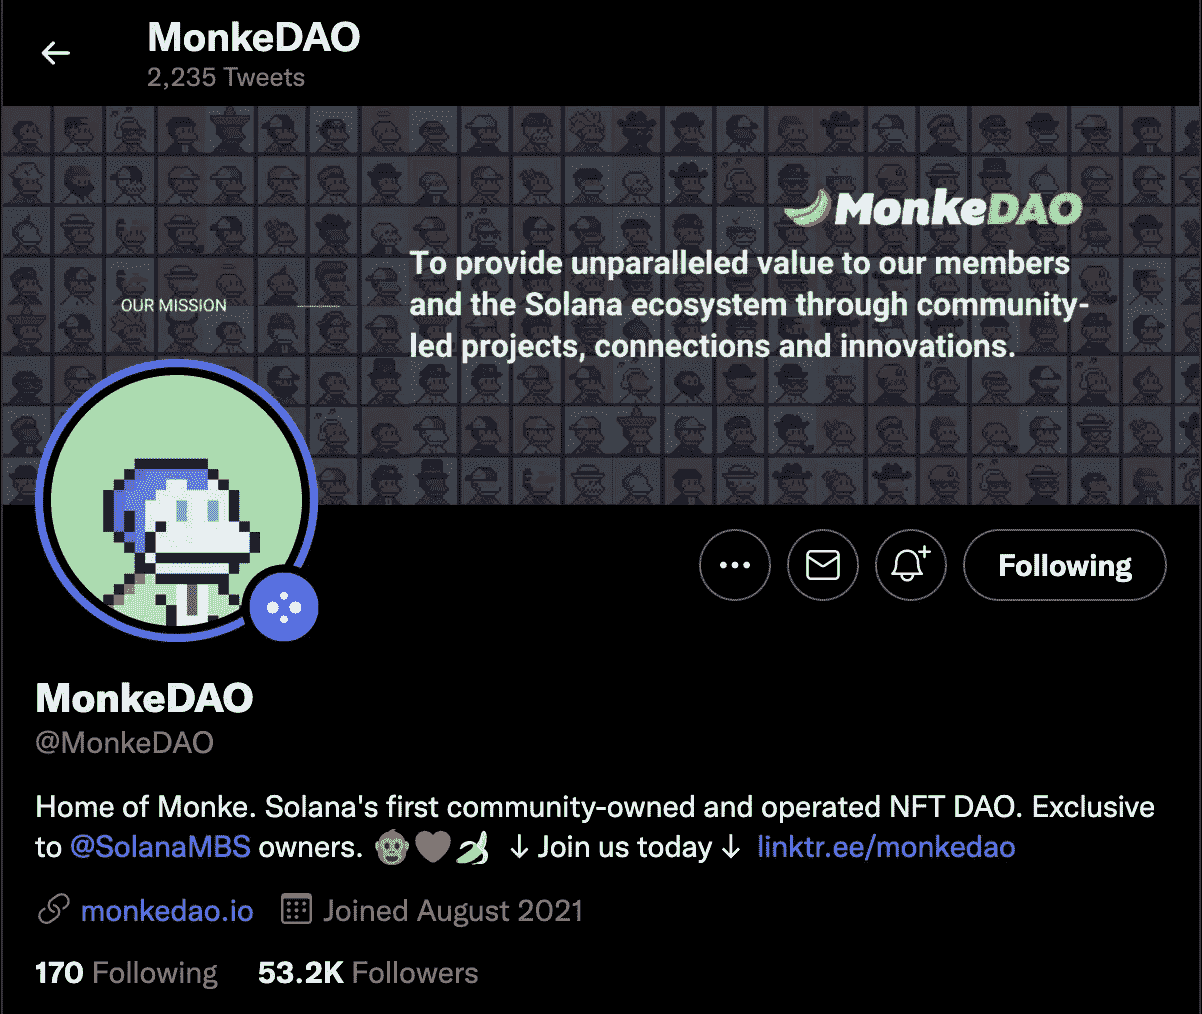 MonkeDAO
2,235 Tweets
MonkeDAO
OUR MISSION
To provide unparalleled value to our members
and the Solana ecosystem through community-
led projects, connections and innovations.
Following
MonkeDAO
@MonkeDAO
Home of Monke. Solana's first community-owned and operated NFT DAO. Exclusive
to @SolanaMBS owners. 🐵🤎🍌 ↓ Join us today ↓ linktr.ee/monkedao
monkedao.io Joined August 2021
170 Following 53.2K Followers